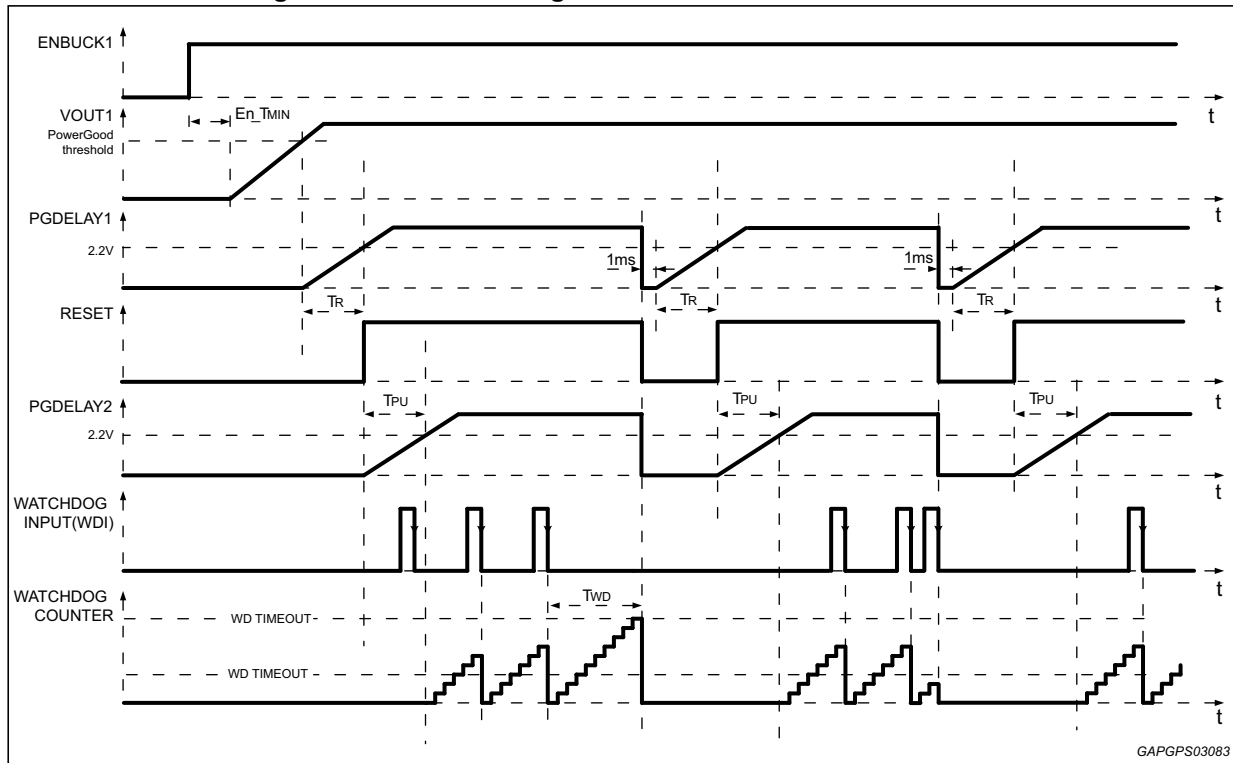 ENBUCK1
t
VOUT1
En_TMIN
PowerGood
threshold
t
PGDELAY1
2.2V
1ms
1ms
t
TR
TR
TR
RESET
t
PGDELAY2
TPU
TPU
TPU
2.2V
t
WATCHDOG
INPUT(WDI)
t
WATCHDOG
COUNTER
TWD
WD TIMEOUT
WD TIMEOUT
t
GAPGPS03083